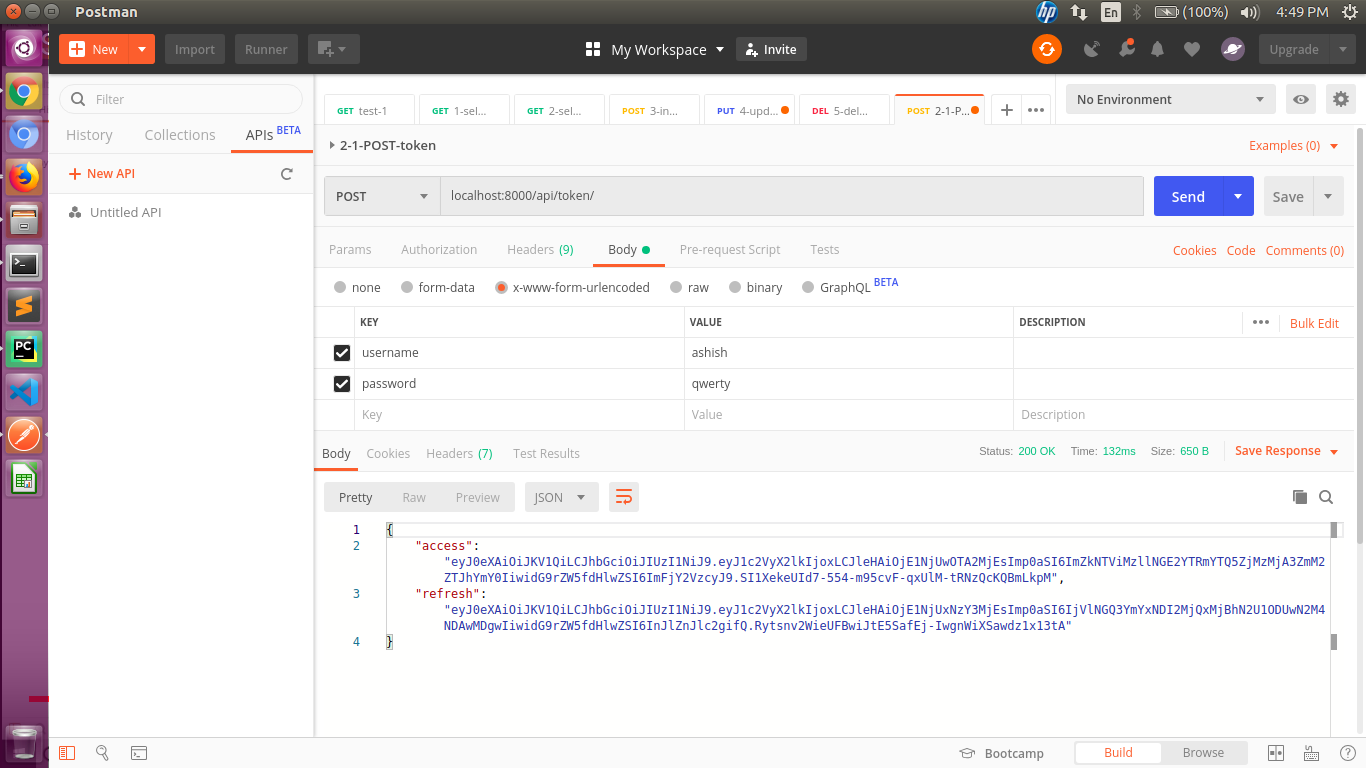 Postman
hp En (100%) 4:49 PM
New Import Runner My Workspace Invite Upgrade
Filter
GET test-1 GET 1-sel... GET 2-sel... POST 3-in... PUT 4-upd... DEL 5-del... POST 2-1-P... + ••• No Environment
History Collections APIs BETA
2-1-POST-token Examples (0)
+ New API
POST localhost:8000/api/token/ Send Save
Untitled API
Params Authorization Headers (9) Body Pre-request Script Tests Cookies Code Comments (0)
none form-data x-www-form-urlencoded raw binary GraphQL BETA
KEY VALUE DESCRIPTION ••• Bulk Edit
username ashish
password qwerty
Key Value Description
Body Cookies Headers (7) Test Results Status: 200 OK Time: 132ms Size: 650 B Save Response
Pretty Raw Preview JSON
1 {
2 "access":
"eyJ0eXAiOiJKV1QiLCJhbGciOiJIUzI1NiJ9.eyJ1c2VyX2lkIjoxLCJleHAiOjE1NjUwOTA2MjEsImp0aSI6ImZkNTViMzllNGE2YTRmYTQ5ZjMzMjA3ZmM2
ZTJhYmY0IiwidG9rZW5fdHlwZSI6ImFjY2VzcyJ9.SI1XekeUId7-554-m95cvF-qxUlM-tRNzQcKQBmLkpM",
3 "refresh":
"eyJ0eXAiOiJKV1QiLCJhbGciOiJIUzI1NiJ9.eyJ1c2VyX2lkIjoxLCJleHAiOjE1NjUxNzY3MjEsImp0aSI6IjVlNGQ3YmYxNDI2MjQxMjBhN2U1ODUwN2M4
NDAwMDgwIiwidG9rZW5fdHlwZSI6InJlZnJlc2gifQ.Rytsnv2WieUFBwiJtE5SafEj-IwgnWiXSawdz1x13tA"
4 }
Bootcamp Build Browse